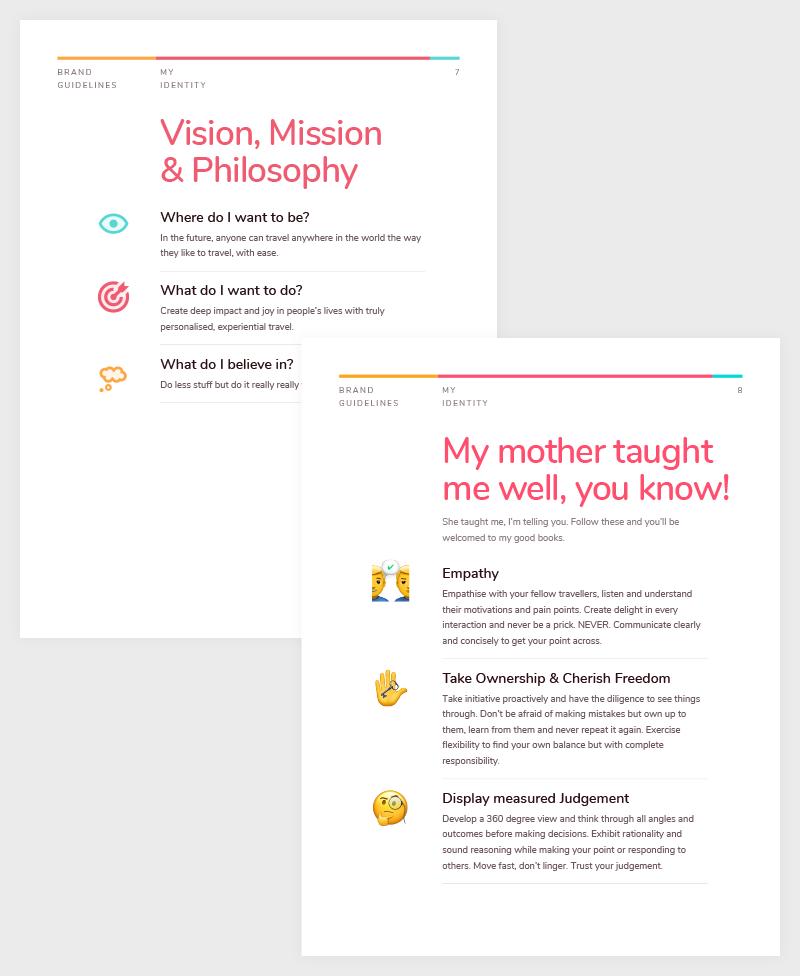 BRAND
GUIDELINES
MY
IDENTITY
7
Vision, Mission
& Philosophy
Where do I want to be?
In the future, anyone can travel anywhere in the world the way
they like to travel, with ease.
What do I want to do?
Create deep impact and joy in people's lives with truly
personalised, experiential travel.
What do I believe in?
Do less stuff but do it really really
BRAND
GUIDELINES
MY
IDENTITY
8
My mother taught
me well, you know!
She taught me, I'm telling you. Follow these and you'll be
welcomed to my good books.
Empathy
Empathise with your fellow travellers, listen and understand
their motivations and pain points. Create delight in every
interaction and never be a prick. NEVER. Communicate clearly
and concisely to get your point across.
Take Ownership & Cherish Freedom
Take initiative proactively and have the diligence to see things
through. Don't be afraid of making mistakes but own up to
them, learn from them and never repeat it again. Exercise
flexibility to find your own balance but with complete
responsibility.
Display measured Judgement
Develop a 360 degree view and think through all angles and
outcomes before making decisions. Exhibit rationality and
sound reasoning while making your point or responding to
others. Move fast, don't linger. Trust your judgement.